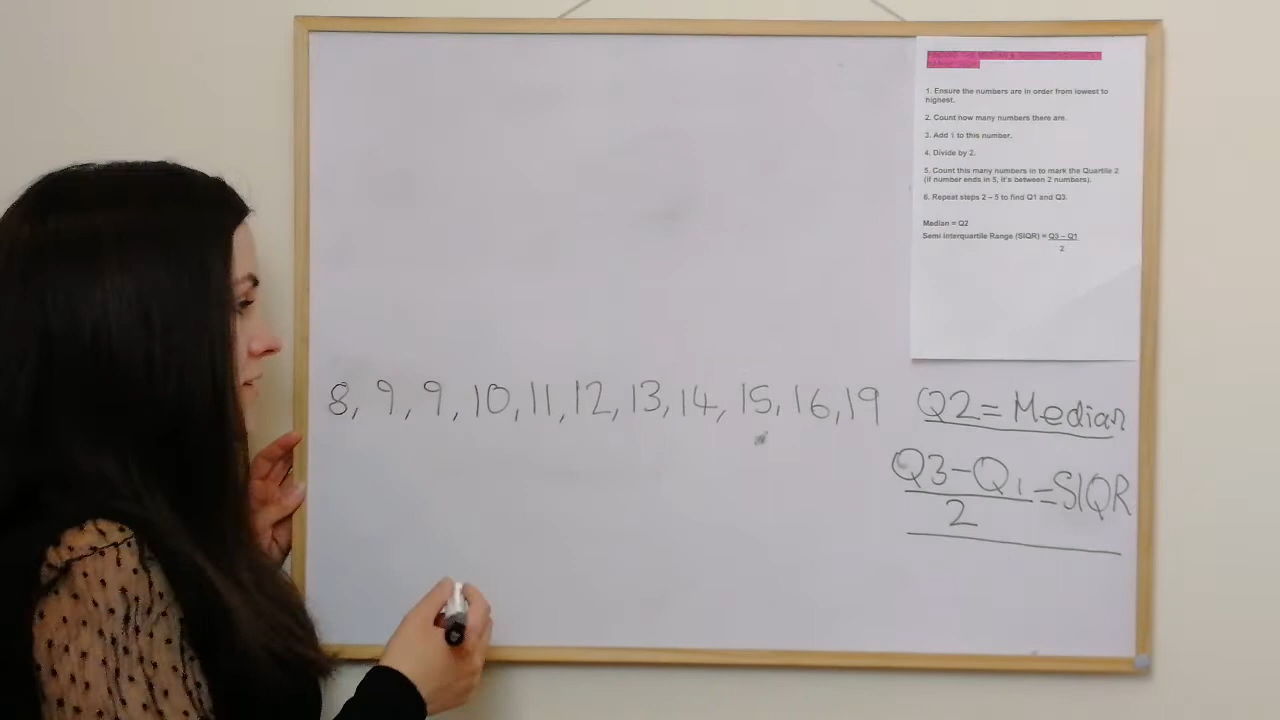 1. Ensure the numbers are in order from lowest to
highest.
2. Count how many numbers there are.
3. Add 1 to this number.
4. Divide by 2.
5. Count this many numbers in to mark the Quartile 2
(if number ends in 5, it's between 2 numbers).
6. Repeat steps 2 – 5 to find Q1 and Q3.
Median = Q2
Semi Interquartile Range (SIQR) = Q3 – Q1
2
8, 9, 9, 10, 11, 12, 13, 14, 15, 16, 19
Q2 = Median
Q3 - Q1 = SIQR
2